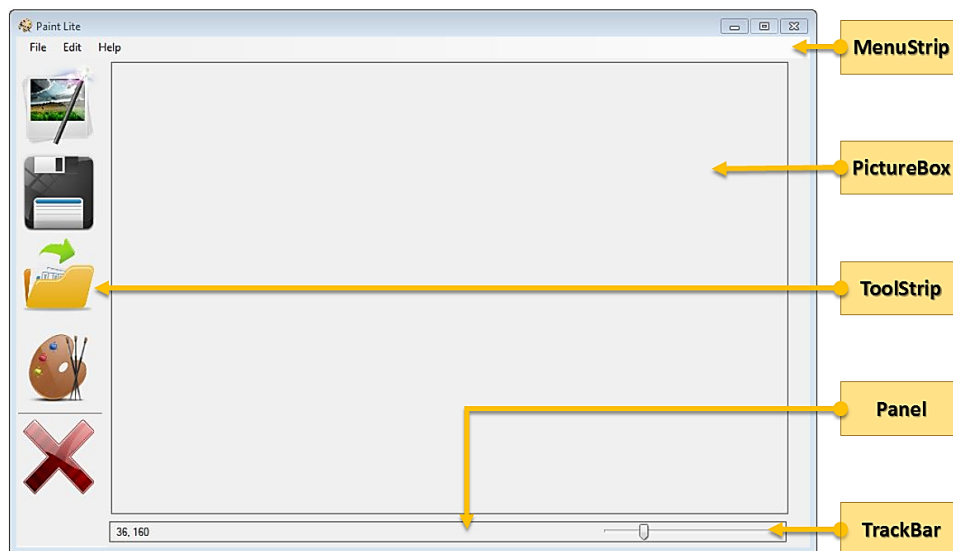 Paint Lite
File Edit Help
MenuStrip
PictureBox
ToolStrip
Panel
36, 160
TrackBar